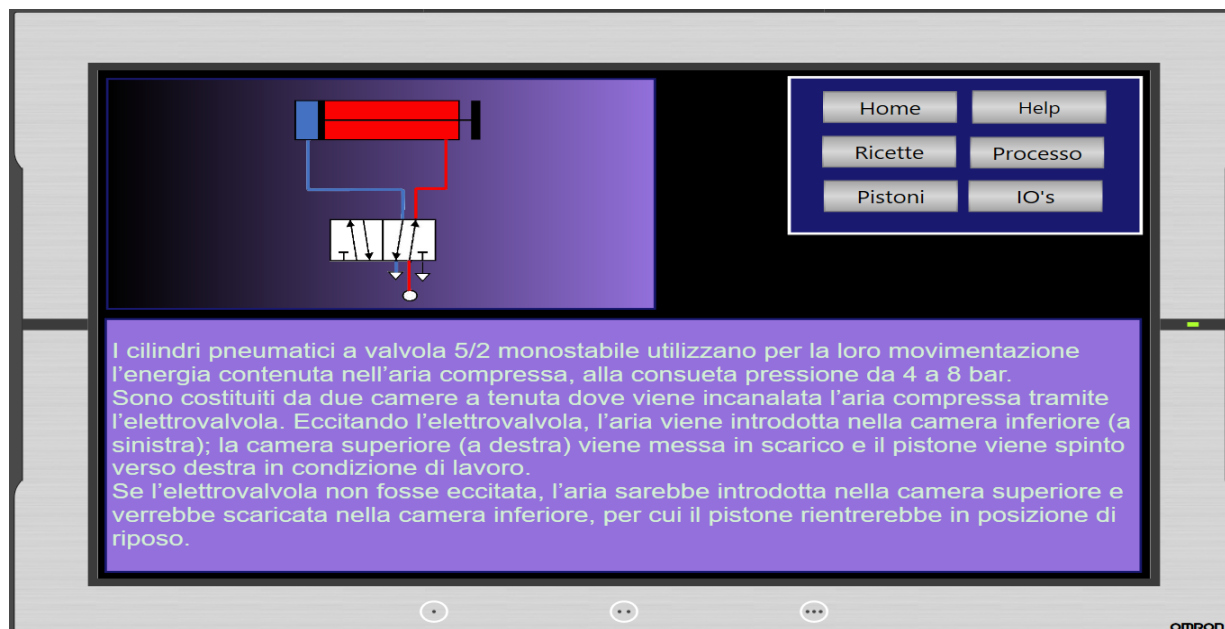 Home
Help
Ricette
Processo
Pistoni
IO's
I cilindri pneumatici a valvola 5/2 monostabile utilizzano per la loro movimentazione
l'energia contenuta nell'aria compressa, alla consueta pressione da 4 a 8 bar.
Sono costituiti da due camere a tenuta dove viene incanalata l'aria compressa tramite
l'elettrovalvola. Eccitando l'elettrovalvola, l'aria viene introdotta nella camera inferiore (a
sinistra); la camera superiore (a destra) viene messa in scarico e il pistone viene spinto
verso destra in condizione di lavoro.
Se l'elettrovalvola non fosse eccitata, l'aria sarebbe introdotta nella camera superiore e
verrebbe scaricata nella camera inferiore, per cui il pistone rientrerebbe in posizione di
riposo.
OMRON